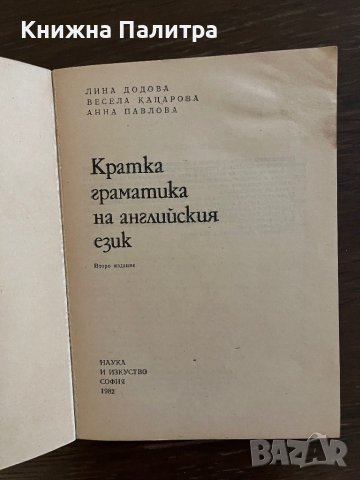 Книжна Палитра
ЛИНА ДОДОВА
ВЕСЕЛА КАЦАРОВА
АННА ПАВЛОВА
Кратка
граматика
на английския
език
Второ издание
НАУКА
И ИЗКУСТВО
СОФИЯ
1982
BAZAR